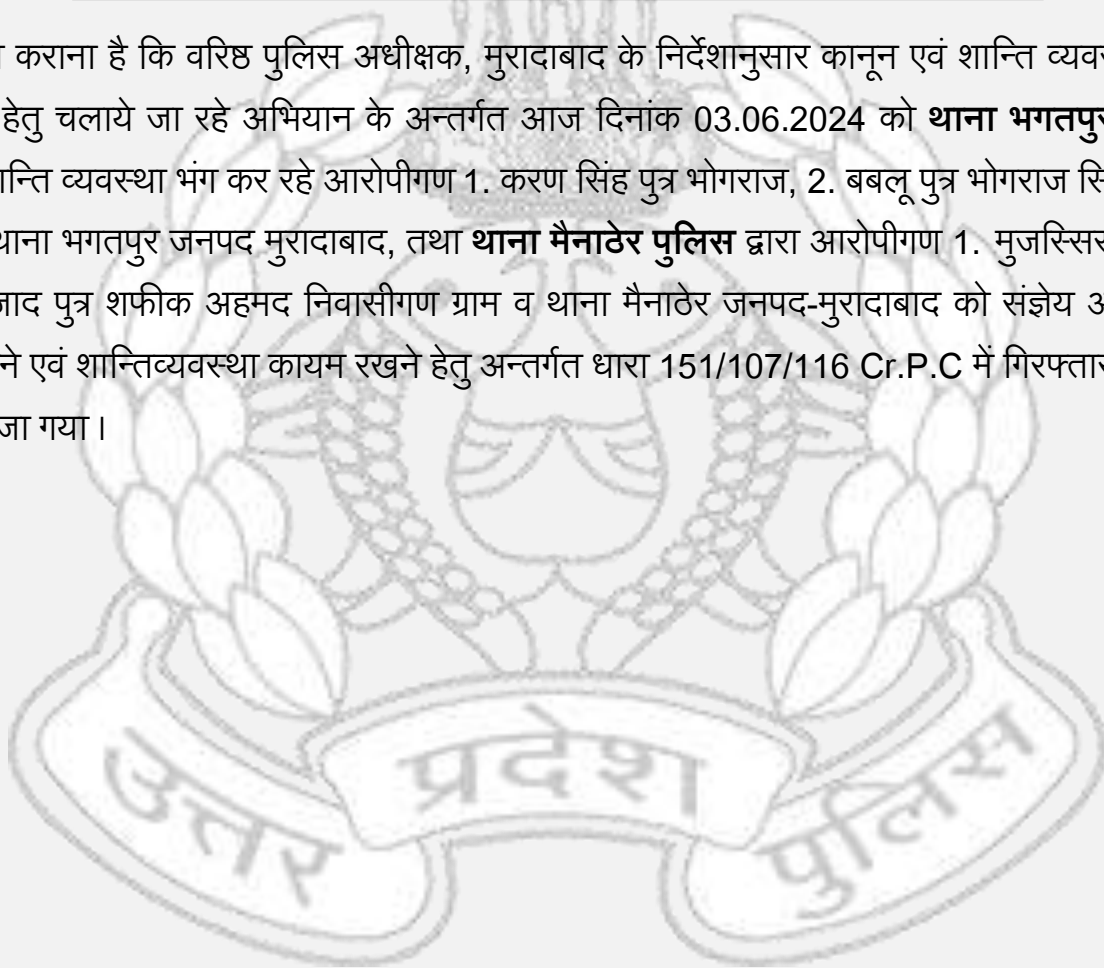 कराना है कि वरिष्ठ पुलिस अधीक्षक, मुरादाबाद के निर्देशानुसार कानून एवं शान्ति
हेतु चलाये जा रहे अभियान के अन्तर्गत आज दिनांक 03.06.2024 को थाना भगतपुर
व्यवस्था भंग कर रहे आरोपीगण 1. करण सिंह पुत्र भोगराज, 2. बबलू पुत्र भोगराज
थाना भगतपुर जनपद मुरादाबाद, तथा थाना मैनाठेर पुलिस द्वारा आरोपीगण 1. मुजस्सिर
पुत्र शफीक अहमद निवासीगण ग्राम व थाना मैनाठेर जनपद-मुरादाबाद को संज्ञेय
एवं शान्तिव्यवस्था कायम रखने हेतु अन्तर्गत धारा 151/107/116 Cr.P.C में गिरफ्तार
गया।
उत्तर प्रदेश पुलिस